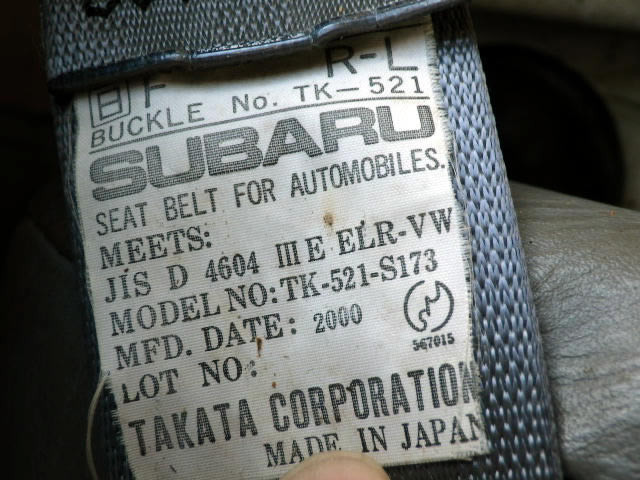 R-L
日 F
BUCKLE No. TK-521
SUBARU
SEAT BELT FOR AUTOMOBILES.
MEETS:
JIS D 4604 III E ELR-VW
MODEL NO: TK-521-S173
MFD. DATE: 2000
567015
LOT NO:
TAKATA CORPORATION
MADE IN JAPAN